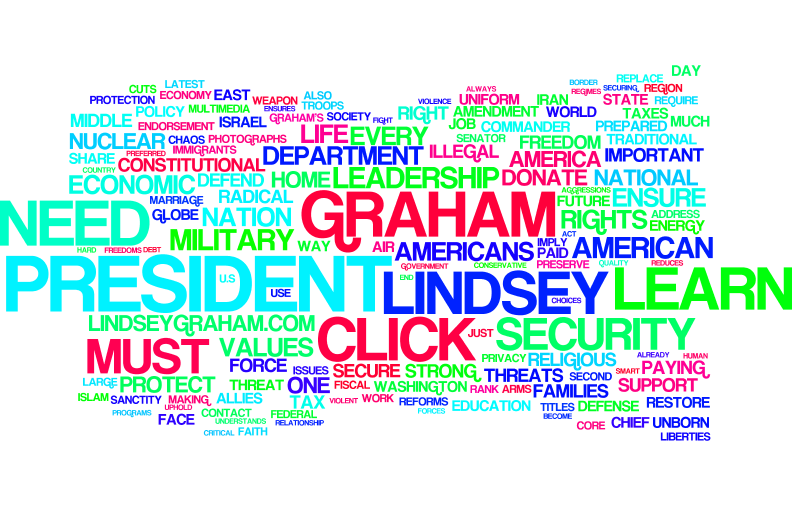 DAY
CUTS LATEST BORDER REPLACE
PROTECTION ECONOMY EAST WEAPON ALSO ALWAYS REGIMES SECURING REGION
ENSURES TROOPS VIOLENCE UNIFORM IRAN STATE REQUIRE
MIDDLE POLICY MULTIMEDIA GRAHAM'S SOCIETY FIGHT RIGHT AMENDMENT WORLD TAXES MUCH
ENDORSEMENT ISRAEL JOB COMMANDER PREPARED
NUCLEAR CHAOS PHOTOGRAPHS LIFE EVERY SENATOR FREEDOM TRADITIONAL
SHARE PREFERRED IMMIGRANTS DEPARTMENT ILLEGAL AMERICA IMPORTANT
COUNTRY CONSTITUTIONAL
ECONOMIC DEFEND HOME LEADERSHIP DONATE NATIONAL
MARRIAGE RADICAL AGGRESSIONS FUTURE ENSURE
NEED GLOBE NATION GRAHAM RIGHTS ADDRESS
ENERGY
MILITARY WAY AIR AMERICANS ACT IMPLY PAID AMERICAN
HARD FREEDOMS DEBT GOVERNMENT CONSERVATIVE PRESERVE QUALITY REDUCES
PRESIDENT U.S USE END LINDSEY CHOICES LEARN
LINDSEYGRAHAM.COM CLICK JUST SECURITY
MUST VALUES PRIVACY RELIGIOUS ALREADY HUMAN
FORCE ISSUES SECURE STRONG THREATS SECOND SMART PAYING
LARGE PROTECT THREAT ONE FISCAL WASHINGTON RANK ARMS FAMILIES SUPPORT
ISLAM SANCTITY MAKING ALLIES TAX VIOLENT WORK REFORMS EDUCATION TITLES DEFENSE RESTORE
PROGRAMS UPHOLD CONTACT FEDERAL FORCES BECOME
FACE UNDERSTANDS RELATIONSHIP CORE CHIEF UNBORN
CRITICAL FAITH LIBERTIES